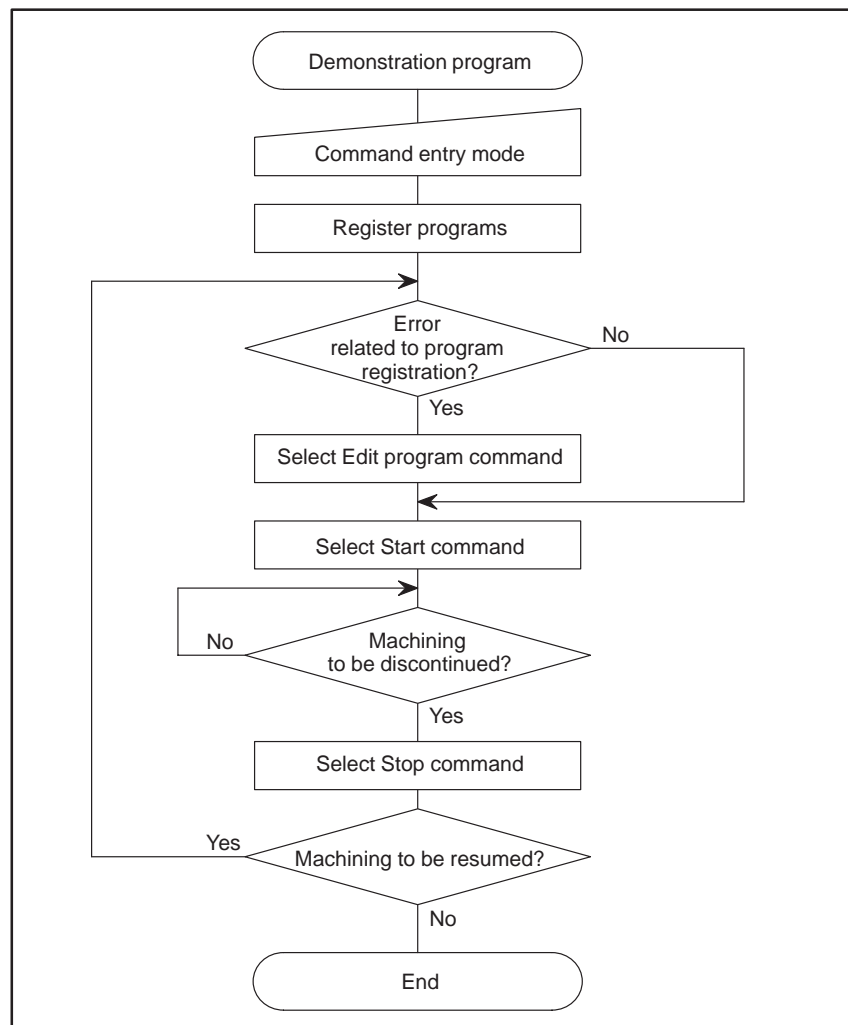 Demonstration program
Command entry mode
Register programs
Error
related to program
registration?
No
Yes
Select Edit program command
Select Start command
Machining
to be discontinued?
No
Yes
Select Stop command
Machining to be resumed?
Yes
No
End